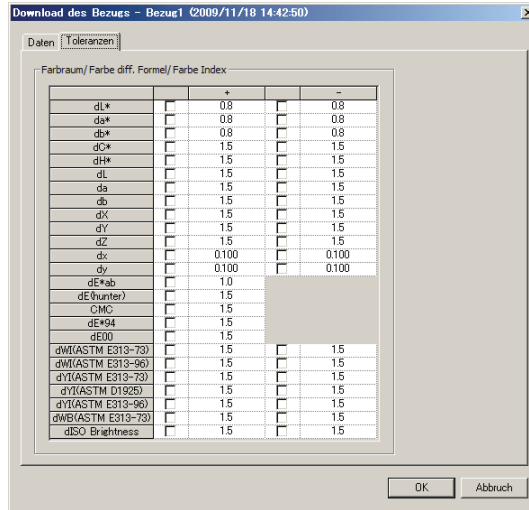 Download des Bezugs - Bezug1 (2009/11/18 14:42:50)
Daten Toleranzen
Farbraum/ Farbe diff. Formel/ Farbe Index
+ -
dL* 0.8 0.8
da* 0.8 0.8
db* 0.8 0.8
dC* 1.5 1.5
dH* 1.5 1.5
dL 1.5 1.5
da 1.5 1.5
db 1.5 1.5
dX 1.5 1.5
dY 1.5 1.5
dZ 1.5 1.5
dx 0.100 0.100
dy 0.100 0.100
dE*ab 1.0
dE(hunter) 1.5
CMC 1.5
dE*94 1.5
dE00 1.5
dWI(ASTM E313-73) 1.5 1.5
dWI(ASTM E313-96) 1.5 1.5
dYI(ASTM E313-73) 1.5 1.5
dYI(ASTM D1925) 1.5 1.5
dYI(ASTM E313-96) 1.5 1.5
dWB(ASTM E313-73) 1.5 1.5
dISO Brightness 1.5 1.5
OK Abbruch